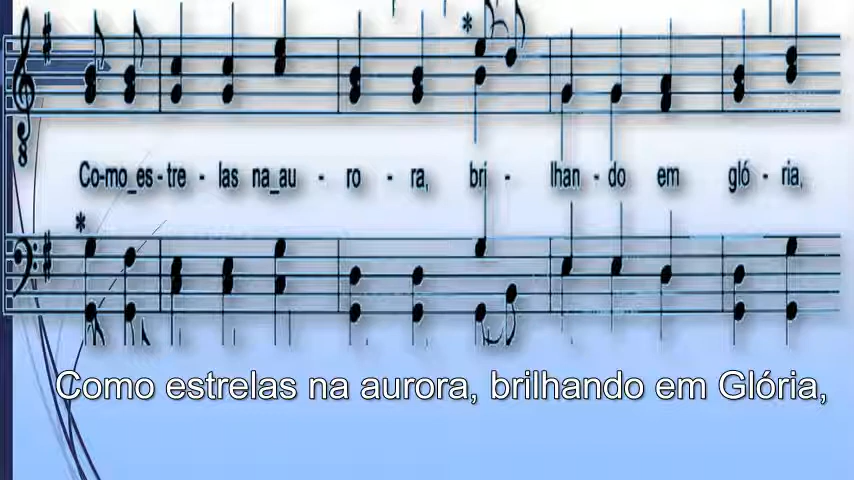 *
Co-mo_es-tre - las na_au - ro - ra, bri - lhan - do em gló - ria,
*
Como estrelas na aurora, brilhando em Glória,